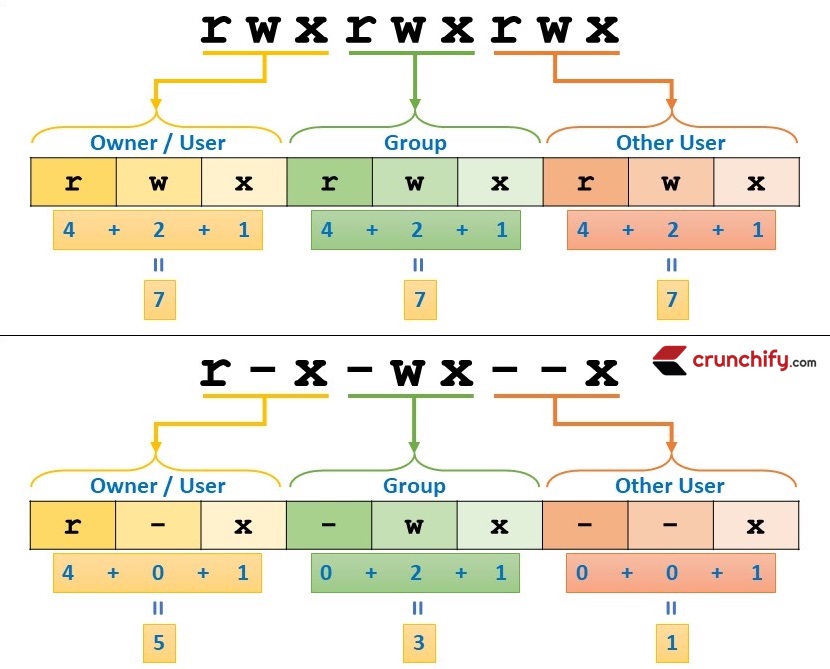 rwxrwxrwx
Owner / User Group Other User
r w x r w x r w x
4 + 2 + 1 4 + 2 + 1 4 + 2 + 1
= = =
7 7 7
crunchify.com
r-x-wx--x
Owner / User Group Other User
r - x - w x - - x
4 + 0 + 1 0 + 2 + 1 0 + 0 + 1
= = =
5 3 1